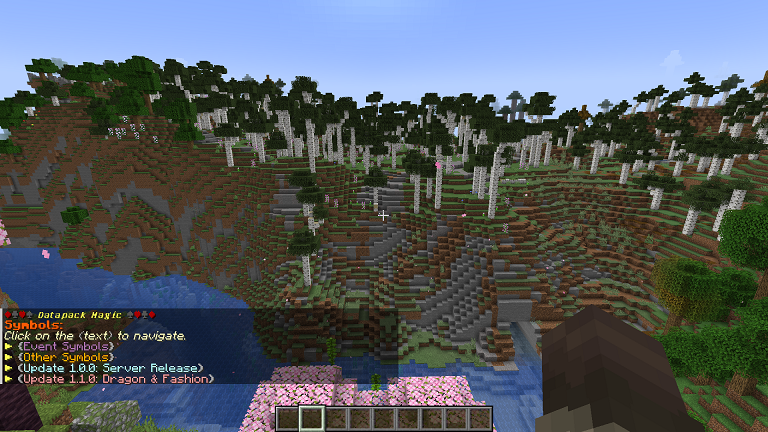 ♦♣♥♠ Datapack Magic ♠♥♣♦
Symbols:
Click on the (text) to navigate.
► (Event Symbols)
► (Other Symbols)
► (Update 1.0.0: Server Release)
► (Update 1.1.0: Dragon & Fashion)